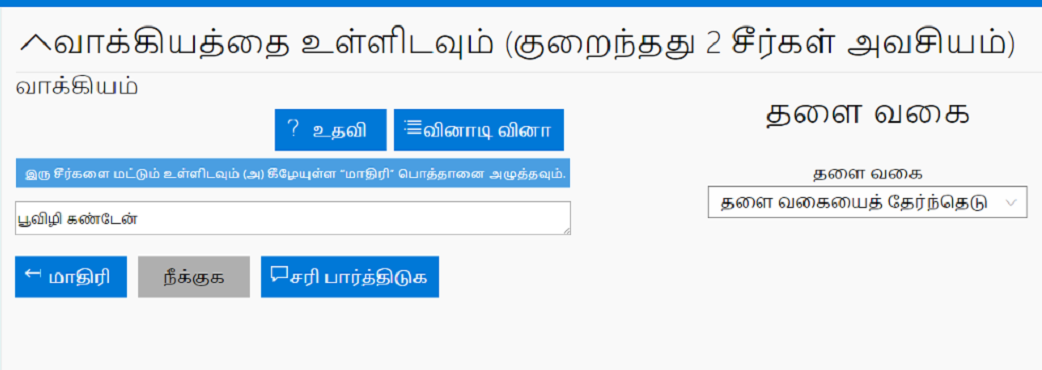 வாக்கியத்தை உள்ளிடவும் (குறைந்தது 2 சீர்கள் அவசியம்)
வாக்கியம்
? உதவி
வினாடி வினா
இரு சீர்களை மட்டும் உள்ளிடவும் (அ) கீழேயுள்ள "மாதிரி" பொத்தானை அழுத்தவும்.
பூவிழி கண்டேன்
மாதிரி
நீக்குக
சரி பார்த்திடுக
தளை வகை
தளை வகை
தளை வகையைத் தேர்ந்தெடு